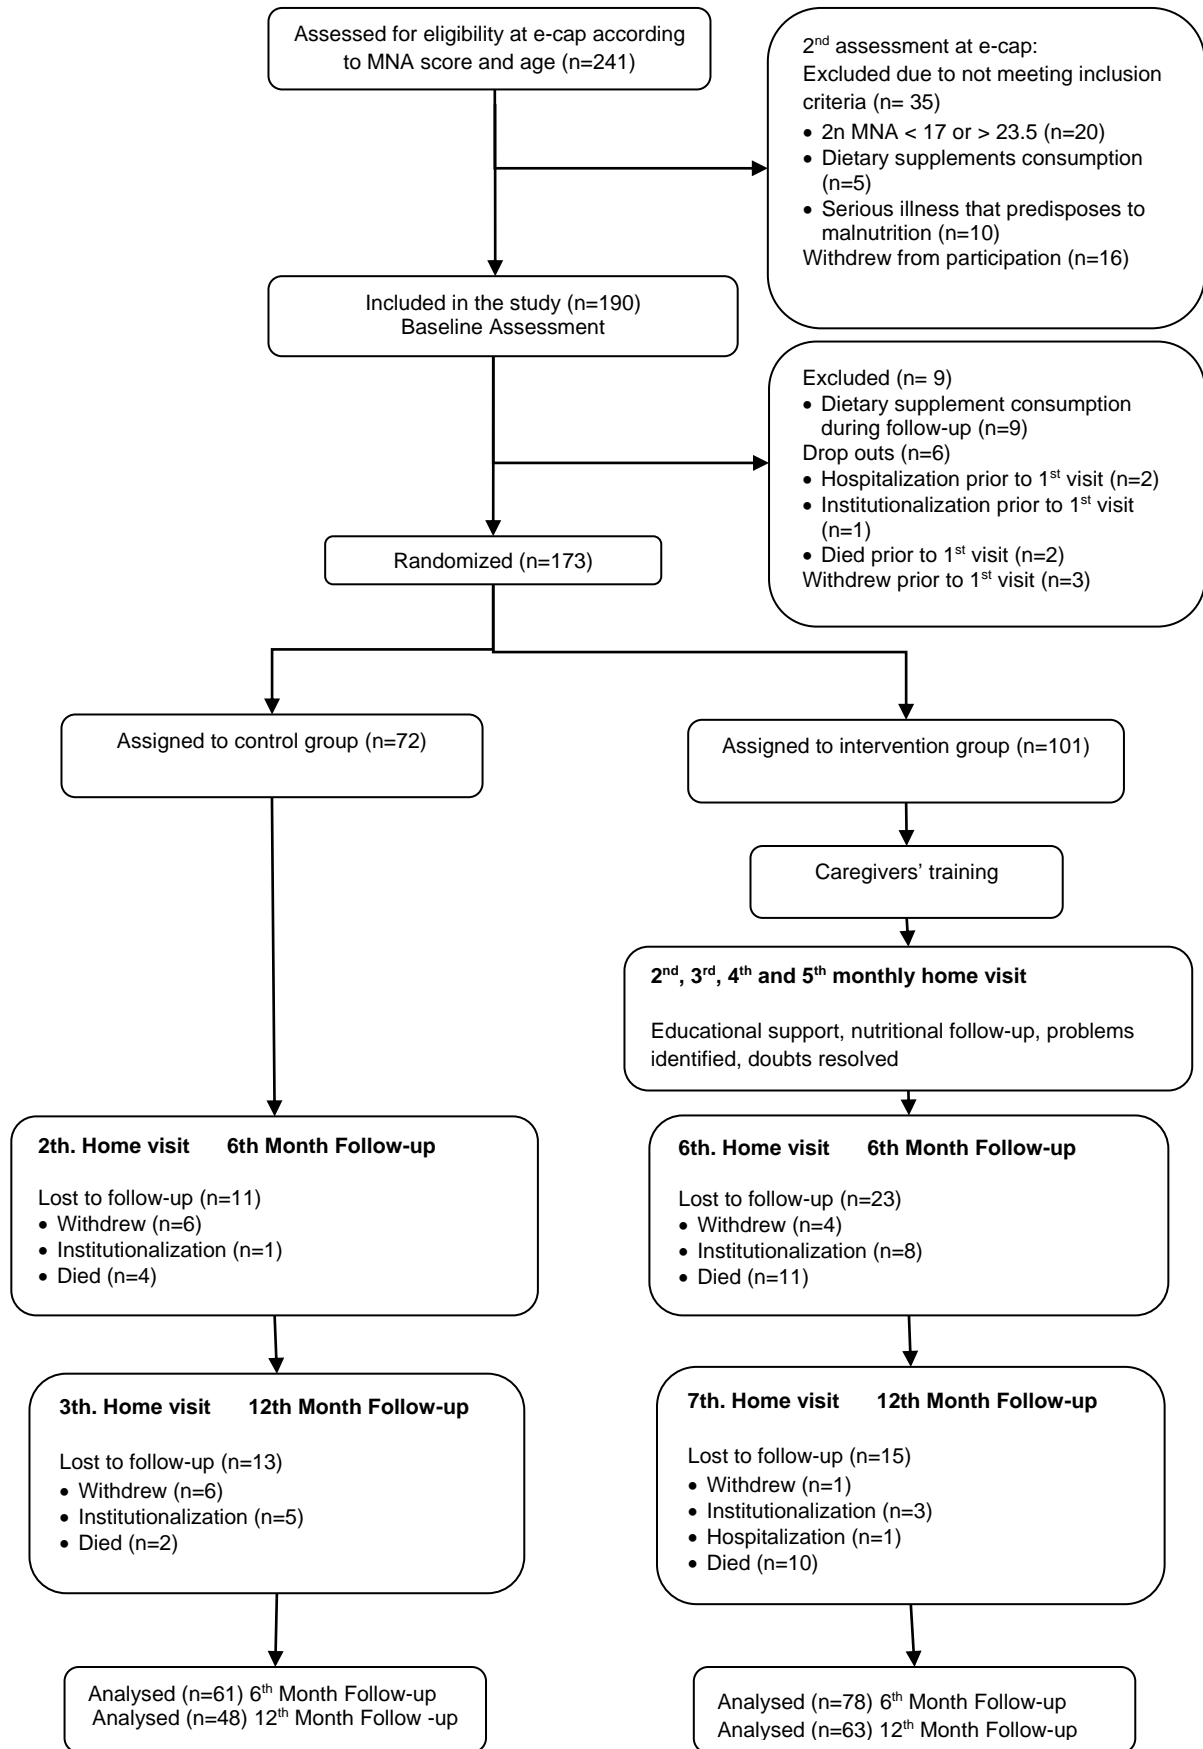 Assessed for eligibility at e-cap according
to MNA score and age (n=241)
2nd assessment at e-cap:
Excluded due to not meeting inclusion
criteria (n= 35)
• 2n MNA < 17 or > 23.5 (n=20)
• Dietary supplements consumption
(n=5)
• Serious illness that predisposes to
malnutrition (n=10)
Withdrew from participation (n=16)
Included in the study (n=190)
Baseline Assessment
Excluded (n= 9)
• Dietary supplement consumption
during follow-up (n=9)
Drop outs (n=6)
• Hospitalization prior to 1st visit (n=2)
• Institutionalization prior to 1st visit
(n=1)
• Died prior to 1st visit (n=2)
Withdrew prior to 1st visit (n=3)
Randomized (n=173)
Assigned to control group (n=72)
Assigned to intervention group (n=101)
Caregivers’ training
2nd, 3rd, 4th and 5th monthly home visit
Educational support, nutritional follow-up, problems
identified, doubts resolved
2th. Home visit 6th Month Follow-up
Lost to follow-up (n=11)
• Withdrew (n=6)
• Institutionalization (n=1)
• Died (n=4)
6th. Home visit 6th Month Follow-up
Lost to follow-up (n=23)
• Withdrew (n=4)
• Institutionalization (n=8)
• Died (n=11)
3th. Home visit 12th Month Follow-up
Lost to follow-up (n=13)
• Withdrew (n=6)
• Institutionalization (n=5)
• Died (n=2)
7th. Home visit 12th Month Follow-up
Lost to follow-up (n=15)
• Withdrew (n=1)
• Institutionalization (n=3)
• Hospitalization (n=1)
• Died (n=10)
Analysed (n=61) 6th Month Follow-up
Analysed (n=48) 12th Month Follow -up
Analysed (n=78) 6th Month Follow-up
Analysed (n=63) 12th Month Follow-up